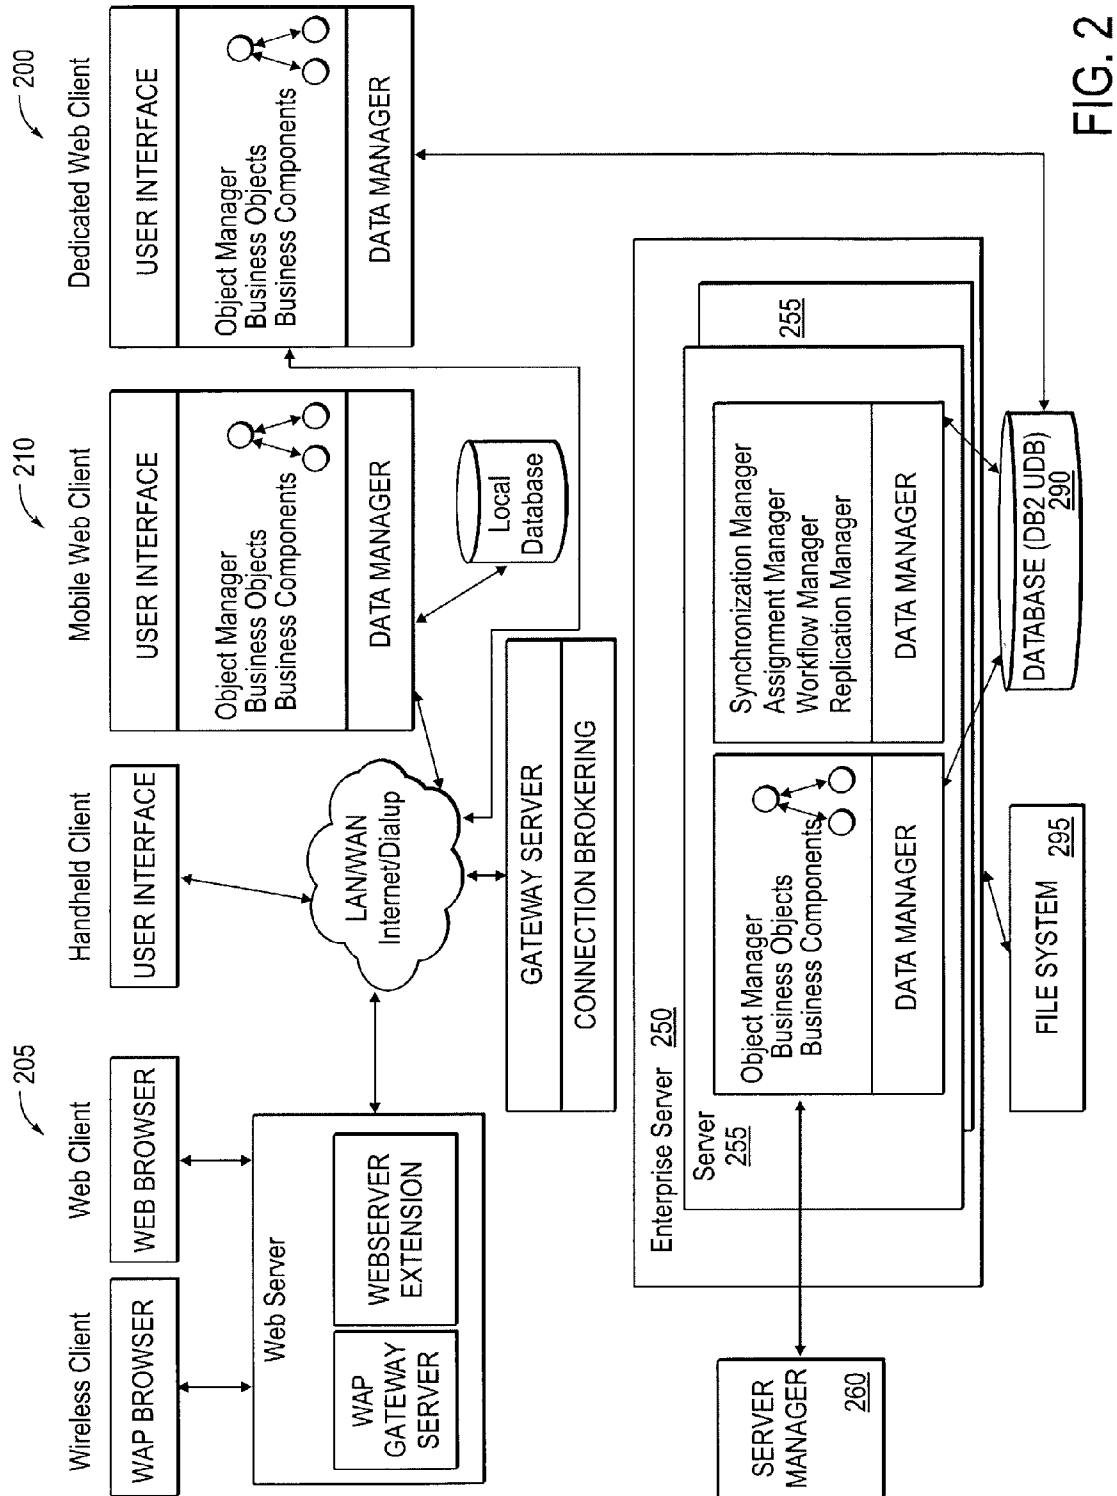 Wireless Client
WAP BROWSER
Web Client
205
WEB BROWSER
Handheld Client
USER INTERFACE
Mobile Web Client
210
USER INTERFACE
Object Manager
Business Objects
Business Components
DATA MANAGER
Dedicated Web Client
200
USER INTERFACE
Object Manager
Business Objects
Business Components
DATA MANAGER
Web Server
WAP
GATEWAY
SERVER
WEBSERVER
EXTENSION
LAN/WAN
Internet/Dialup
Local
Database
GATEWAY SERVER
CONNECTION BROKERING
Enterprise Server 250
Server
255
255
Object Manager
Business Objects
Business Components
DATA MANAGER
Synchronization Manager
Assignment Manager
Workflow Manager
Replication Manager
DATA MANAGER
SERVER
MANAGER
260
FILE SYSTEM 295
DATABASE (DB2 UDB)
290
FIG. 2